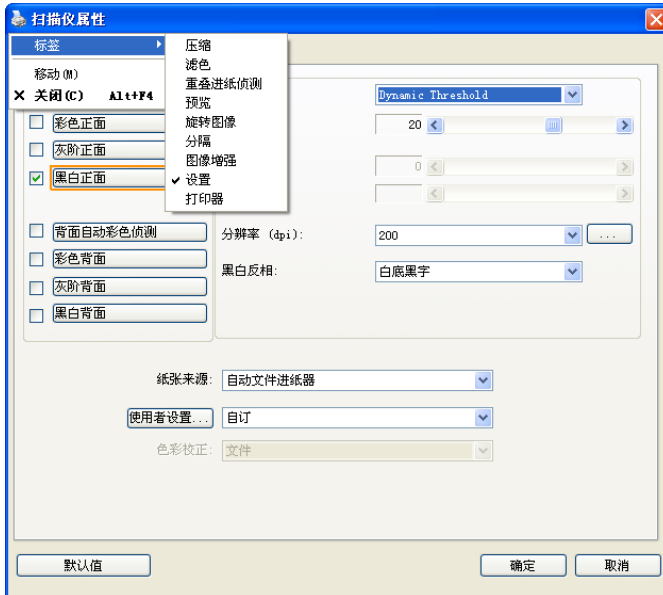 扫描仪属性
标签
移动(M)
× 关闭(C) Alt+F4
压缩
滤色
重叠进纸侦测
预览
旋转图像
分隔
图像增强
设置
打印器
Dynamic Threshold
彩色正面
20
灰阶正面
0
黑白正面
背面自动彩色侦测
分辨率 (dpi):
200
...
彩色背面
黑白反相:
白底黑字
灰阶背面
黑白背面
纸张来源:
自动文件进纸器
使用者设置...
自订
色彩校正:
文件
默认值
确定
取消